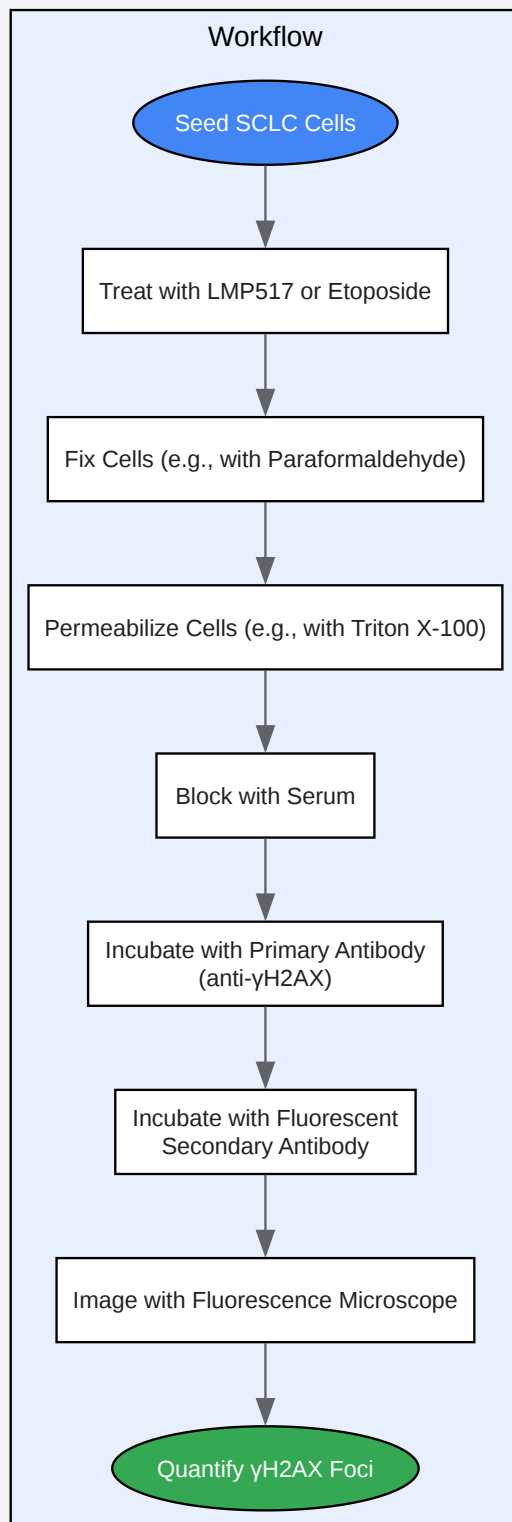 Workflow
Seed SCLC Cells
Treat with LMP517 or Etoposide
Fix Cells (e.g., with Paraformaldehyde)
Permeabilize Cells (e.g., with Triton X-100)
Block with Serum
Incubate with Primary Antibody
(anti-γH2AX)
Incubate with Fluorescent
Secondary Antibody
Image with Fluorescence Microscope
Quantify γH2AX Foci